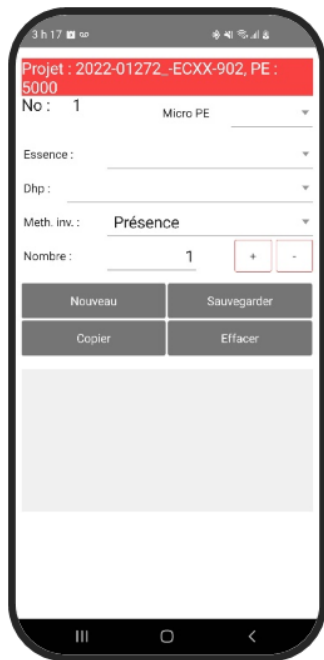 3 h 17
Projet : 2022-01272_-ECXX-902, PE :
5000
No : 1 Micro PE
Essence :
Dhp :
Meth. inv. : Présence
Nombre : 1 + -
Nouveau Sauvegarder
Copier Effacer